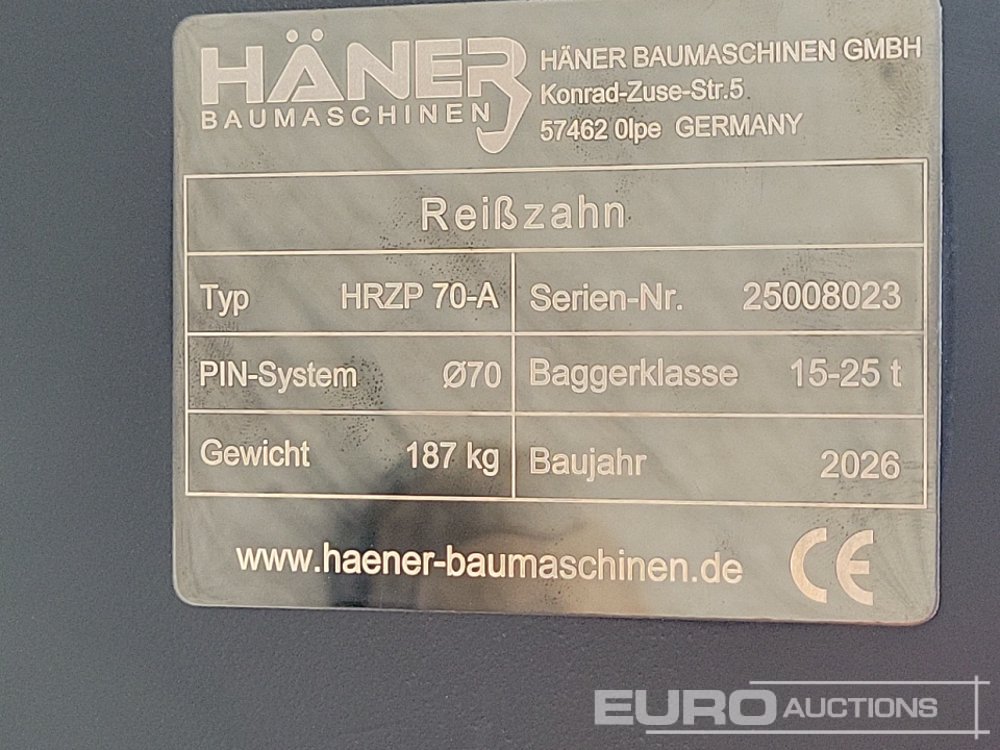 HÄNER
BAUMASCHINEN
HÄNER BAUMASCHINEN GMBH
Konrad-Zuse-Str.5
57462 Olpe GERMANY
Reißzahn
Typ HRZP 70-A Serien-Nr. 25008023
PIN-System Ø70 Baggerklasse 15-25 t
Gewicht 187 kg Baujahr 2026
www.haener-baumaschinen.de CE
EURO AUCTIONS